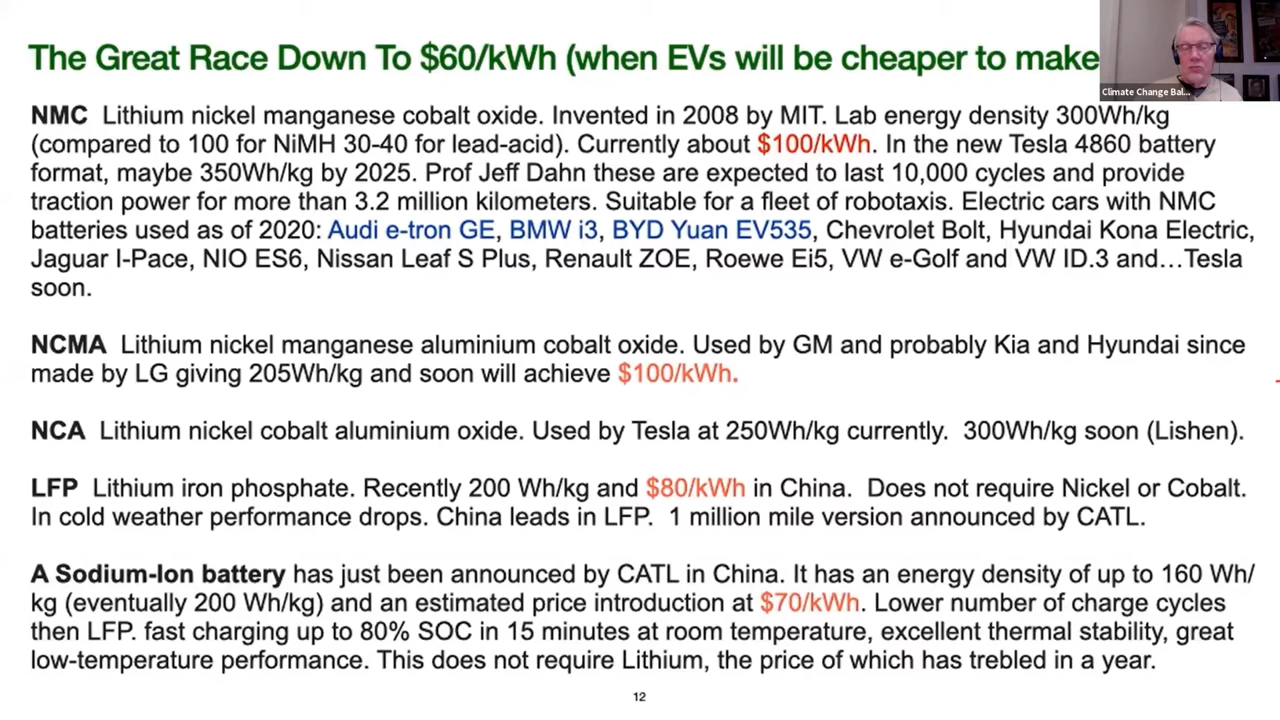 The Great Race Down To $60/kWh (when EVs will be cheaper to make
Climate Change Bal...
NMC Lithium nickel manganese cobalt oxide. Invented in 2008 by MIT. Lab energy density 300Wh/kg
(compared to 100 for NiMH 30-40 for lead-acid). Currently about $100/kWh. In the new Tesla 4860 battery
format, maybe 350Wh/kg by 2025. Prof Jeff Dahn these are expected to last 10,000 cycles and provide
traction power for more than 3.2 million kilometers. Suitable for a fleet of robotaxis. Electric cars with NMC
batteries used as of 2020: Audi e-tron GE, BMW i3, BYD Yuan EV535, Chevrolet Bolt, Hyundai Kona Electric,
Jaguar I-Pace, NIO ES6, Nissan Leaf S Plus, Renault ZOE, Roewe Ei5, VW e-Golf and VW ID.3 and…Tesla
soon.
NCMA Lithium nickel manganese aluminium cobalt oxide. Used by GM and probably Kia and Hyundai since
made by LG giving 205Wh/kg and soon will achieve $100/kWh.
NCA Lithium nickel cobalt aluminium oxide. Used by Tesla at 250Wh/kg currently. 300Wh/kg soon (Lishen).
LFP Lithium iron phosphate. Recently 200 Wh/kg and $80/kWh in China. Does not require Nickel or Cobalt.
In cold weather performance drops. China leads in LFP. 1 million mile version announced by CATL.
A Sodium-Ion battery has just been announced by CATL in China. It has an energy density of up to 160 Wh/
kg (eventually 200 Wh/kg) and an estimated price introduction at $70/kWh. Lower number of charge cycles
then LFP. fast charging up to 80% SOC in 15 minutes at room temperature, excellent thermal stability, great
low-temperature performance. This does not require Lithium, the price of which has trebled in a year.
12